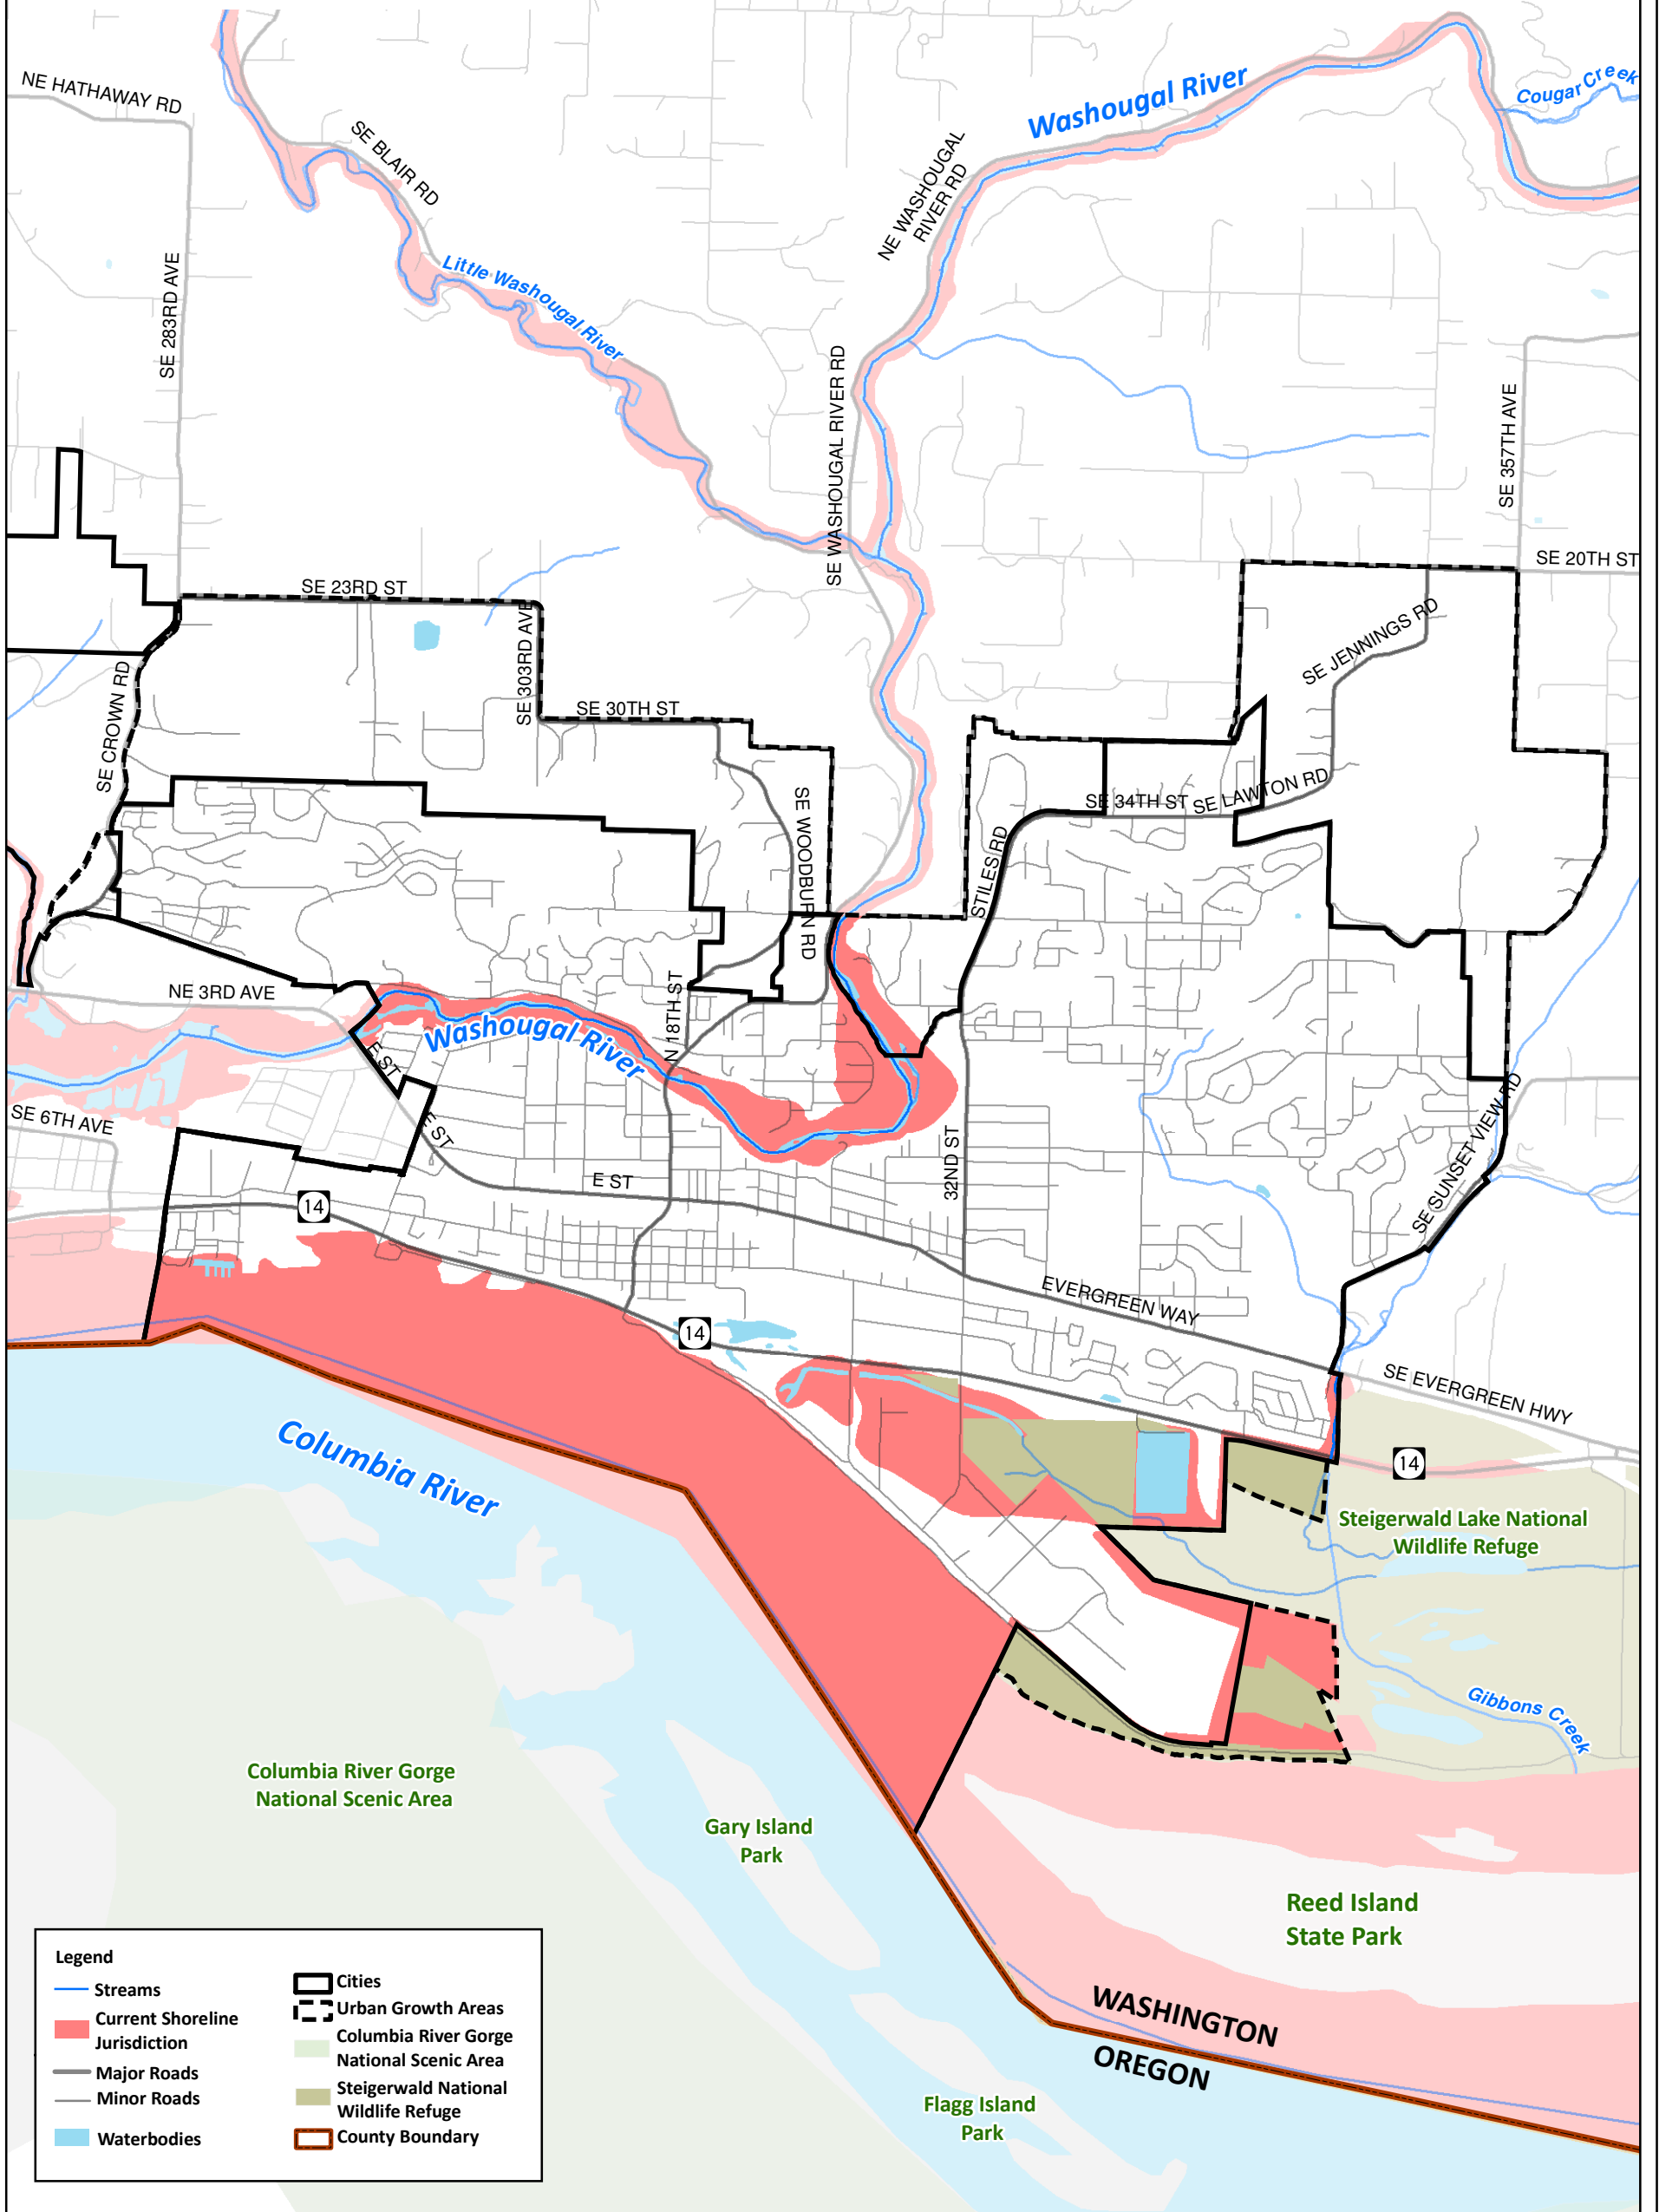 NE HATHAWAY RD
SE BLAIR RD
Washougal River
Cougar Creek
NE WASHOUGAL
RIVER RD
SE 283RD AVE
Little Washougal River
SE WASHOUGAL RIVER RD
SE 357TH AVE
SE 20TH ST
SE 23RD ST
SE 303RD AVE
SE JENNINGS RD
SE CROWN RD
SE 30TH ST
SE WOODBURN RD
SE 34TH ST
SE LAWTON RD
STILES RD
NE 3RD AVE
N 18TH ST
Washougal River
E ST
SE 6TH AVE
E ST
E ST
32ND ST
SE SUNSET VIEW RD
14
EVERGREEN WAY
14
SE EVERGREEN HWY
Columbia River
14
Steigerwald Lake National
Wildlife Refuge
Gibbons Creek
Columbia River Gorge
National Scenic Area
Gary Island
Park
Reed Island
State Park
WASHINGTON
OREGON
Flagg Island
Park
Legend
Streams
Current Shoreline
Jurisdiction
Major Roads
Minor Roads
Waterbodies
Cities
Urban Growth Areas
Columbia River Gorge
National Scenic Area
Steigerwald National
Wildlife Refuge
County Boundary